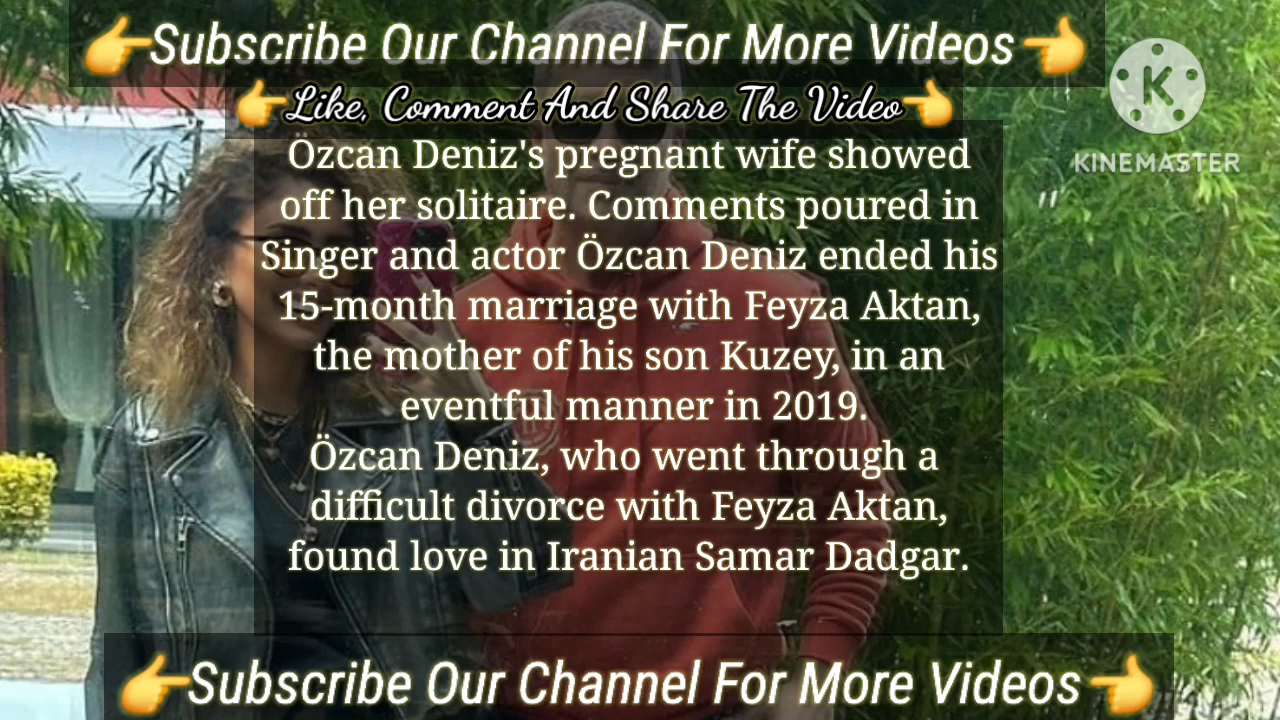 👉Subscribe Our Channel For More Videos👈
👉Like, Comment And Share The Video👈
K
KINEMASTER
Özcan Deniz's pregnant wife showed
off her solitaire. Comments poured in
Singer and actor Özcan Deniz ended his
15-month marriage with Feyza Aktan,
the mother of his son Kuzey, in an
eventful manner in 2019.
Özcan Deniz, who went through a
difficult divorce with Feyza Aktan,
found love in Iranian Samar Dadgar.
👉Subscribe Our Channel For More Videos👈